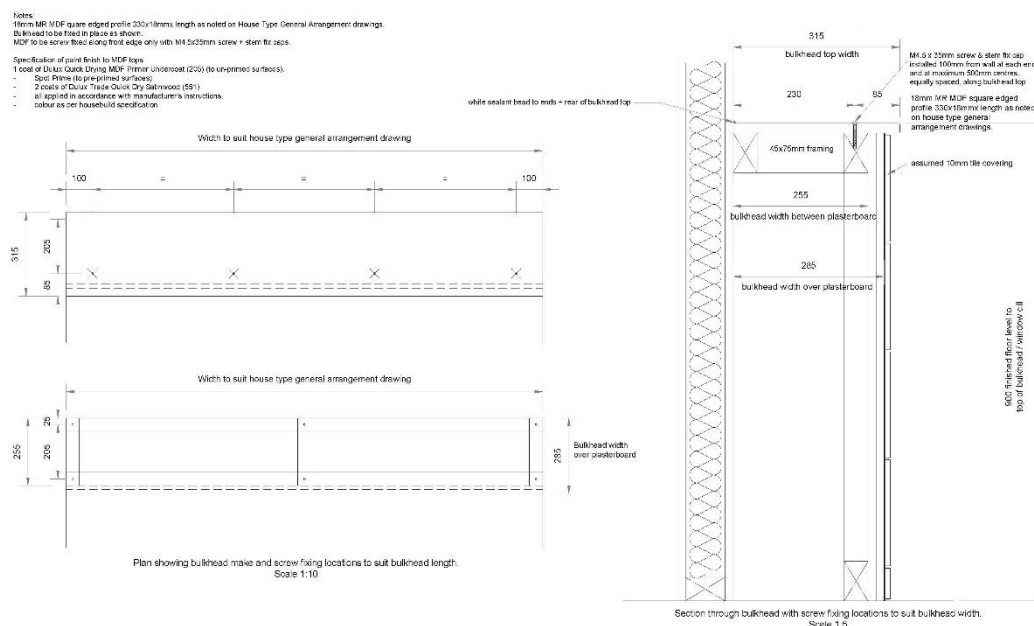 Notes:
18mm MR MDF quare edged profile 330x18mmx length as noted on House Type General Arrangement drawings.
Bulkhead to be fixed in place as shown.
MDF to be screw fixed along front edge only with M4.5x35mm screw + stem fix caps.
Specification of paint finish to MDF tops
1 coat of Dulux Quick Drying MDF Primer Undercoat (205) (to un-primed surfaces).
- Spot Prime (to pre-primed surfaces)
- 2 coats of Dulux Trade Quick Dry Satinwood (551)
- all applied in accordance with manufacturer's instructions.
- colour as per housebuild specification
Width to suit house type general arrangement drawing
100
=
=
=
100
315
205
85
Width to suit house type general arrangement drawing
255
25
205
285
Bulkhead width
over plasterboard
Plan showing bulkhead make and screw fixing locations to suit bulkhead length.
Scale 1:10
315
bulkhead top width
M4.5 x 35mm screw & stem fix cap
installed 100mm from wall at each end
and at maximum 500mm centres,
equally spaced, along bulkhead top
230
85
while sealant bead to ends + rear of bulkhead top
18mm MR MDF square edged
profile 330x18mmx length as noted
on house type general
arrangement drawings.
45x75mm framing
assumed 10mm tile covering
255
bulkhead width between plasterboard
285
bulkhead width over plasterboard
900 finished floor level to
top of bulkhead / window cill
Section through bulkhead with screw fixing locations to suit bulkhead width.
Scale 1:5